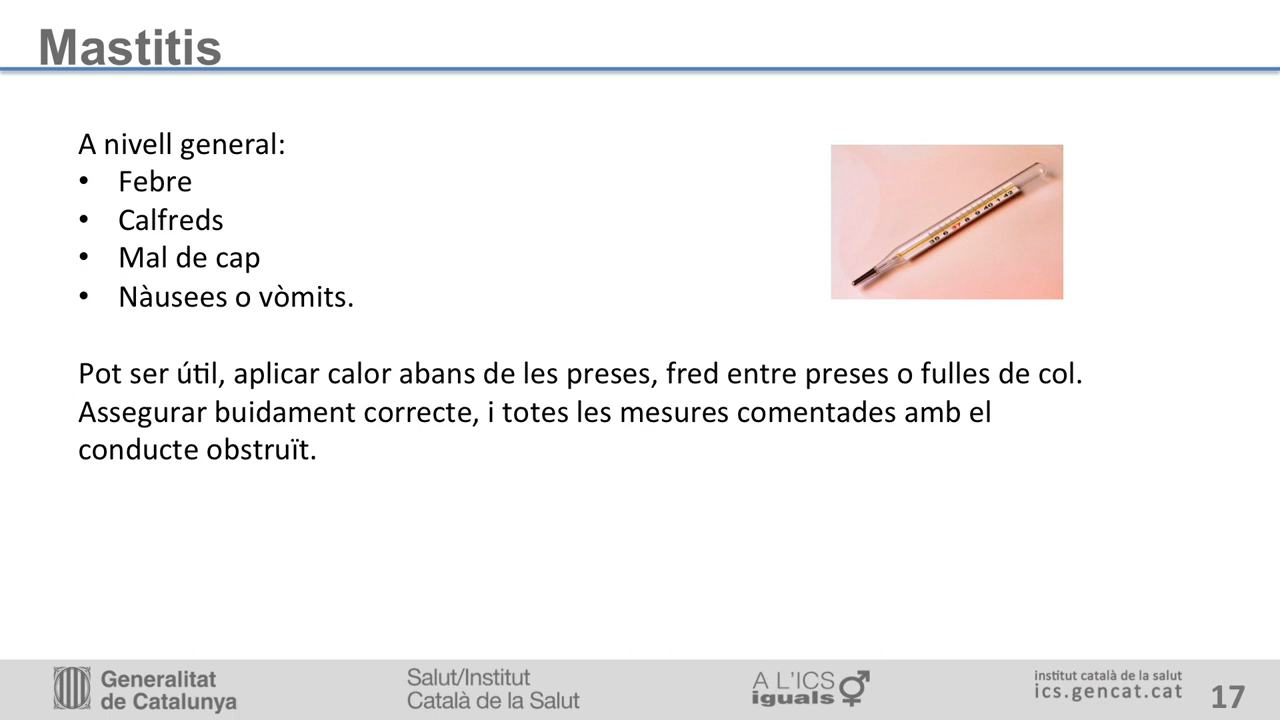 Mastitis
A nivell general:
• Febre
• Calfreds
• Mal de cap
• Nàusees o vòmits.
Pot ser útil, aplicar calor abans de les preses, fred entre preses o fulles de col.
Assegurar buidament correcte, i totes les mesures comentades amb el
conducte obstruït.
Generalitat
de Catalunya
Salut/Institut
Català de la Salut
A L'ICS
iguals
institut català de la salut
ics.gencat.cat
17